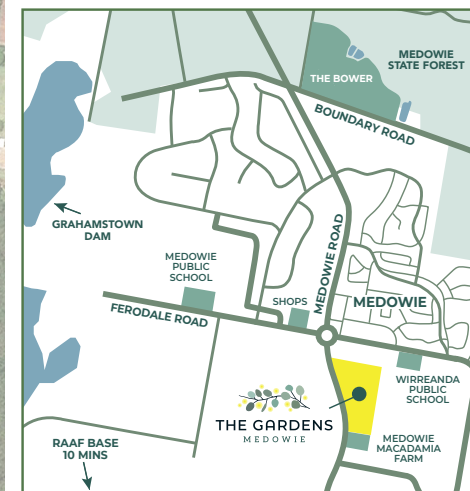 MEDOWIE
STATE FOREST
THE BOWER
BOUNDARY ROAD
GRAHAMSTOWN
DAM
MEDOWIE
PUBLIC
SCHOOL
MEDOWIE ROAD
SHOPS
MEDOWIE
FERODALE ROAD
WIRREANDA
PUBLIC
SCHOOL
THE GARDENS
MEDOWIE
MEDOWIE
MACADAMIA
FARM
RAAF BASE
10 MINS